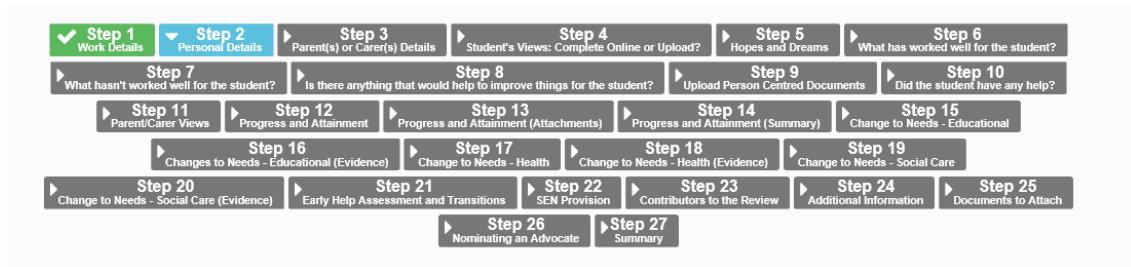 Step 1
Work Details
Step 2
Personal Details
Step 3
Parent(s) or Carer(s) Details
Step 4
Student's Views: Complete Online or Upload?
Step 5
Hopes and Dreams
Step 6
What has worked well for the student?
Step 7
What hasn't worked well for the student?
Step 8
Is there anything that would help to improve things for the student?
Step 9
Upload Person Centred Documents
Step 10
Did the student have any help?
Step 11
Parent/Carer Views
Step 12
Progress and Attainment
Step 13
Progress and Attainment (Attachments)
Step 14
Progress and Attainment (Summary)
Step 15
Change to Needs - Educational
Step 16
Changes to Needs - Educational (Evidence)
Step 17
Change to Needs - Health
Step 18
Change to Needs - Health (Evidence)
Step 19
Change to Needs - Social Care
Step 20
Change to Needs - Social Care (Evidence)
Step 21
Early Help Assessment and Transitions
Step 22
SEN Provision
Step 23
Contributors to the Review
Step 24
Additional Information
Step 25
Documents to Attach
Step 26
Nominating an Advocate
Step 27
Summary